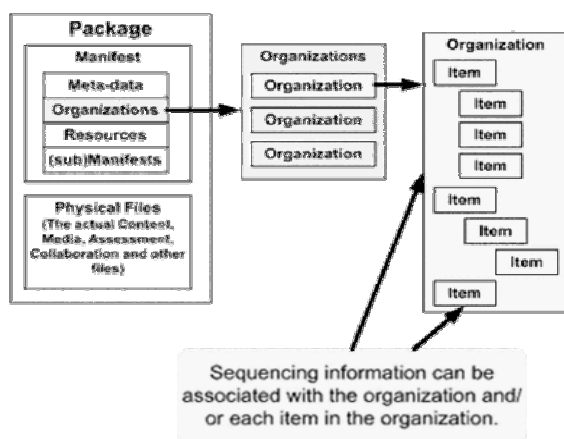 Package
Manifest
Meta-data
Organizations
Resources
(sub)Manifests
Physical Files
(The actual Content,
Media, Assessment,
Collaboration and other
files)
Organizations
Organization
Organization
Organization
Organization
Item
Item
Item
Item
Item
Item
Item
Item
Sequencing information can be
associated with the organization and/
or each item in the organization.